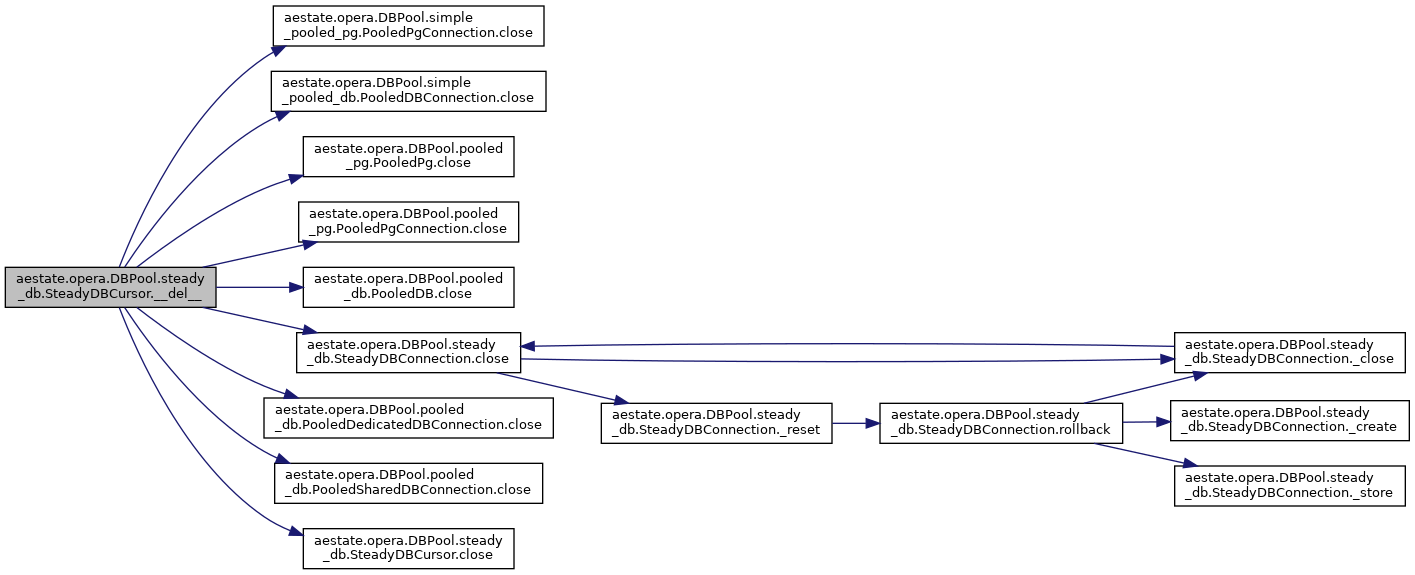 aestate.opera.DBPool.simple
_pooled_pg.PooledPgConnection.close
aestate.opera.DBPool.simple
_pooled_db.PooledDBConnection.close
aestate.opera.DBPool.pooled
_pg.PooledPg.close
aestate.opera.DBPool.pooled
_pg.PooledPgConnection.close
aestate.opera.DBPool.steady
_db.SteadyDBCursor.__del__
aestate.opera.DBPool.pooled
_db.PooledDB.close
aestate.opera.DBPool.steady
_db.SteadyDBConnection.close
aestate.opera.DBPool.steady
_db.SteadyDBConnection._close
aestate.opera.DBPool.pooled
_db.PooledDedicatedDBConnection.close
aestate.opera.DBPool.steady
_db.SteadyDBConnection._reset
aestate.opera.DBPool.steady
_db.SteadyDBConnection.rollback
aestate.opera.DBPool.steady
_db.SteadyDBConnection._create
aestate.opera.DBPool.pooled
_db.PooledSharedDBConnection.close
aestate.opera.DBPool.steady
_db.SteadyDBConnection._store
aestate.opera.DBPool.steady
_db.SteadyDBCursor.close